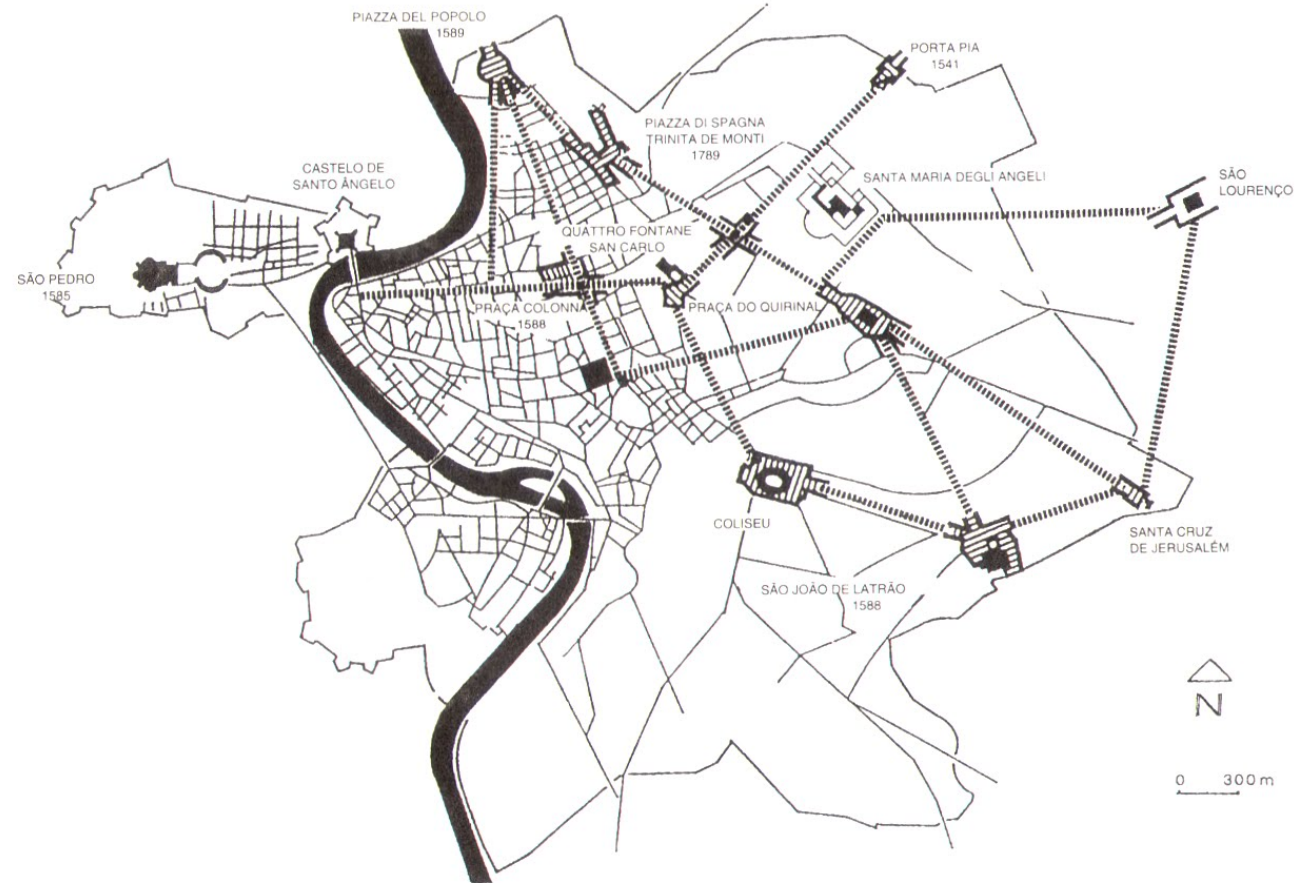 PIAZZA DEL POPOLO
1589
PORTA PIA
1541
PIAZZA DI SPAGNA
TRINITA DE MONTI
1789
CASTELO DE
SANTO ÂNGELO
SANTA MARIA DEGLI ANGELI
SÃO
LOURENÇO
QUATTRO FONTANE
SAN CARLO
SÃO PEDRO
1585
PRAÇA COLONNA
1588
PRAÇA DO QUIRINAL
COLISEU
SANTA CRUZ
DE JERUSALÉM
SÃO JOÃO DE LATRÃO
1588
N
0 300 m